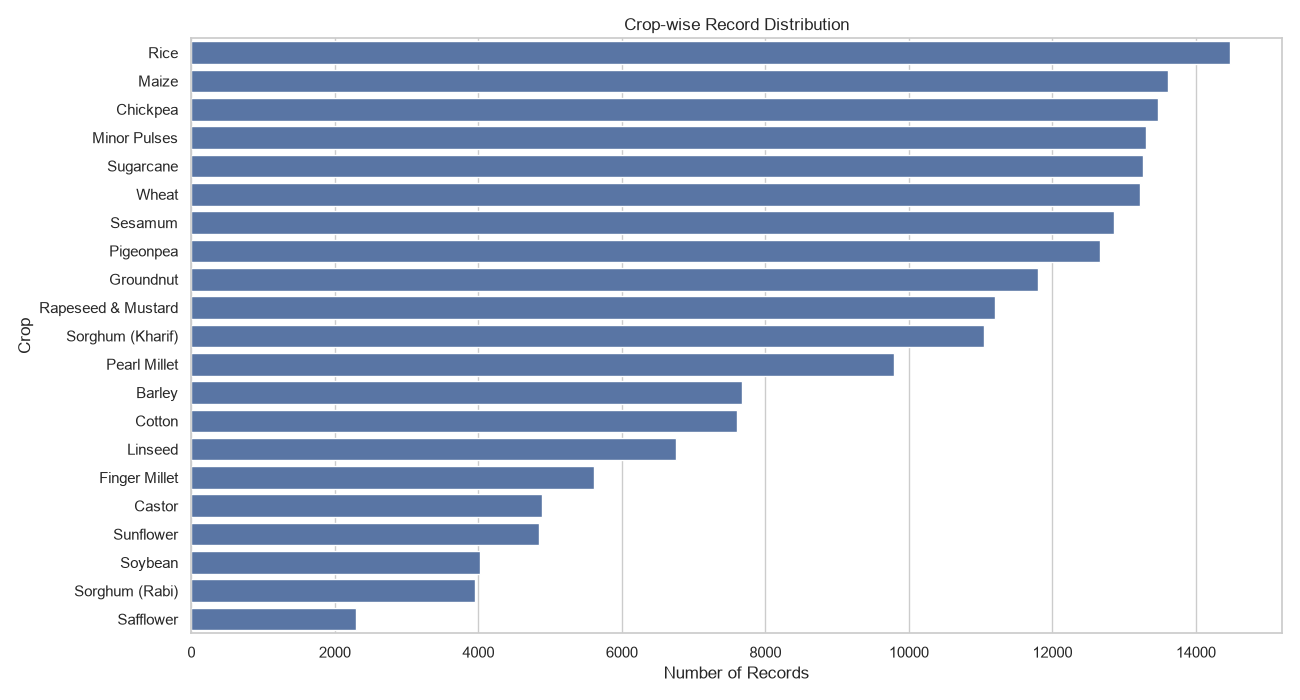 Crop-wise Record Distribution
Rice
Maize
Chickpea
Minor Pulses
Sugarcane
Wheat
Sesamum
Pigeonpea
Groundnut
Rapeseed & Mustard
Sorghum (Kharif)
Pearl Millet
Barley
Cotton
Linseed
Finger Millet
Castor
Sunflower
Soybean
Sorghum (Rabi)
Safflower
Crop
0 2000 4000 6000 8000 10000 12000 14000
Number of Records